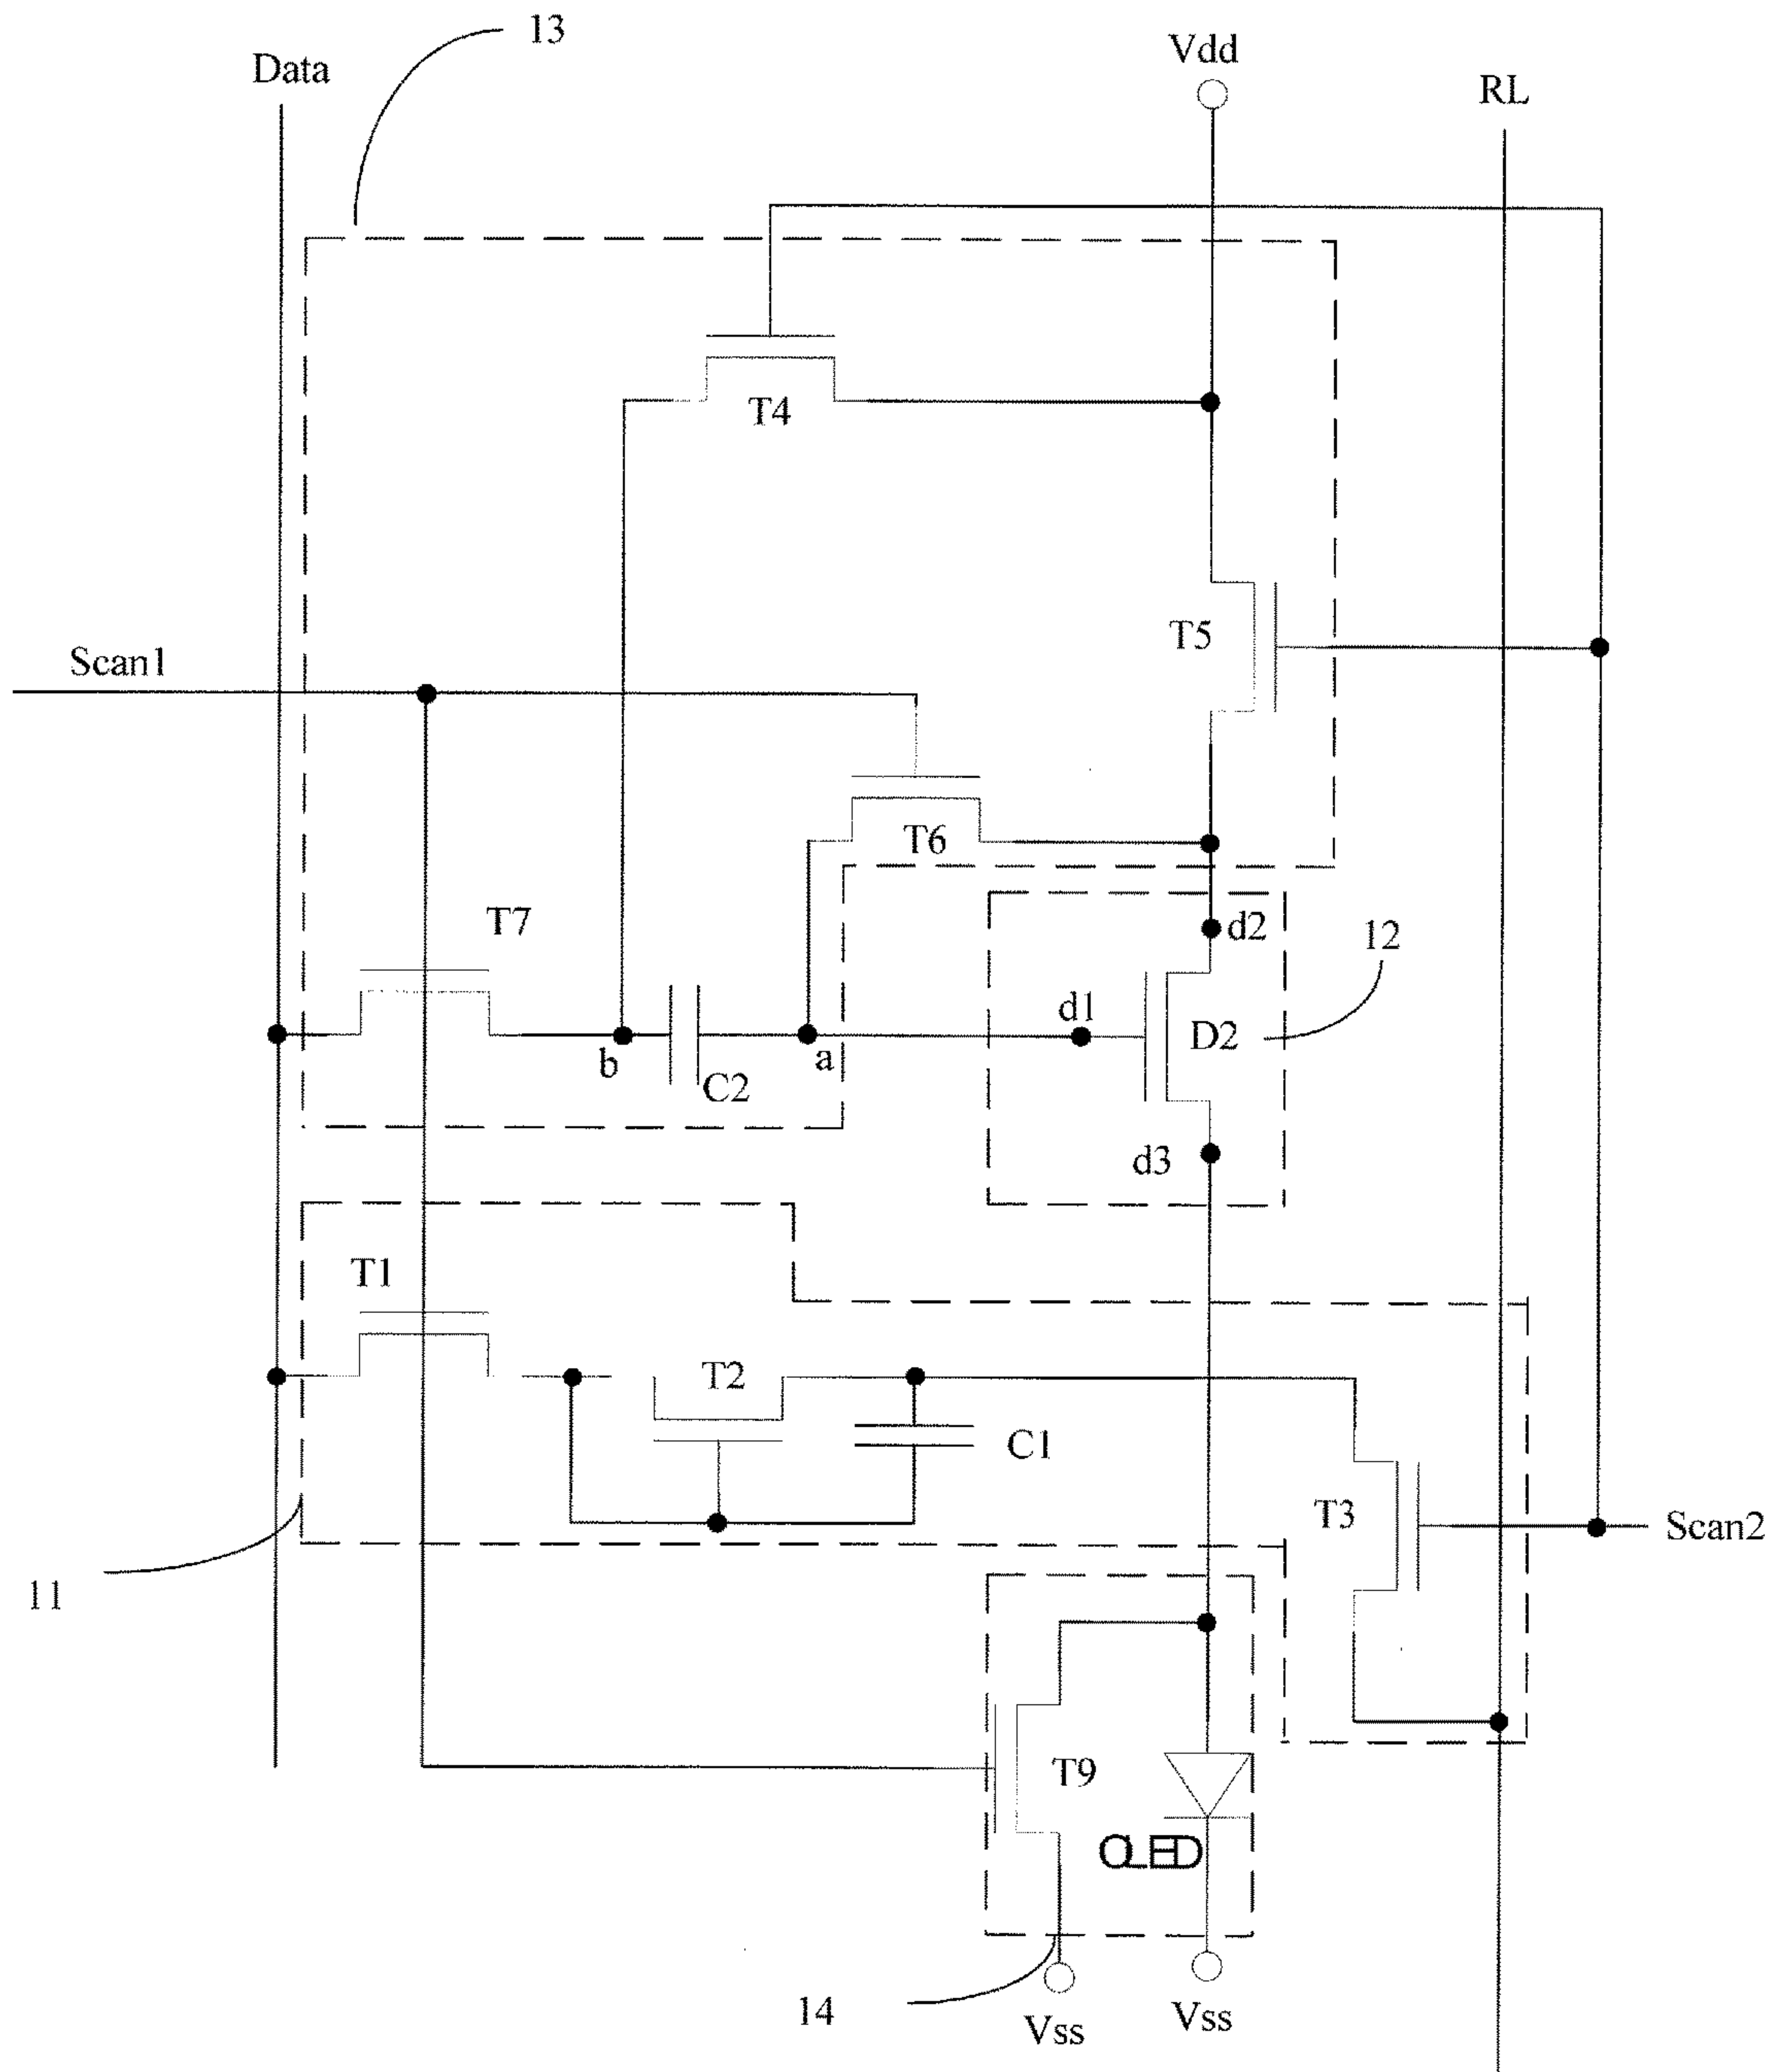 13
Data
Vdd
RL
T4
T5
Scan1
T6
T7
d2
12
d1
D2
b
a
C2
d3
T1
T2
C1
T3
Scan2
11
T9
OLED
14
Vss
Vss